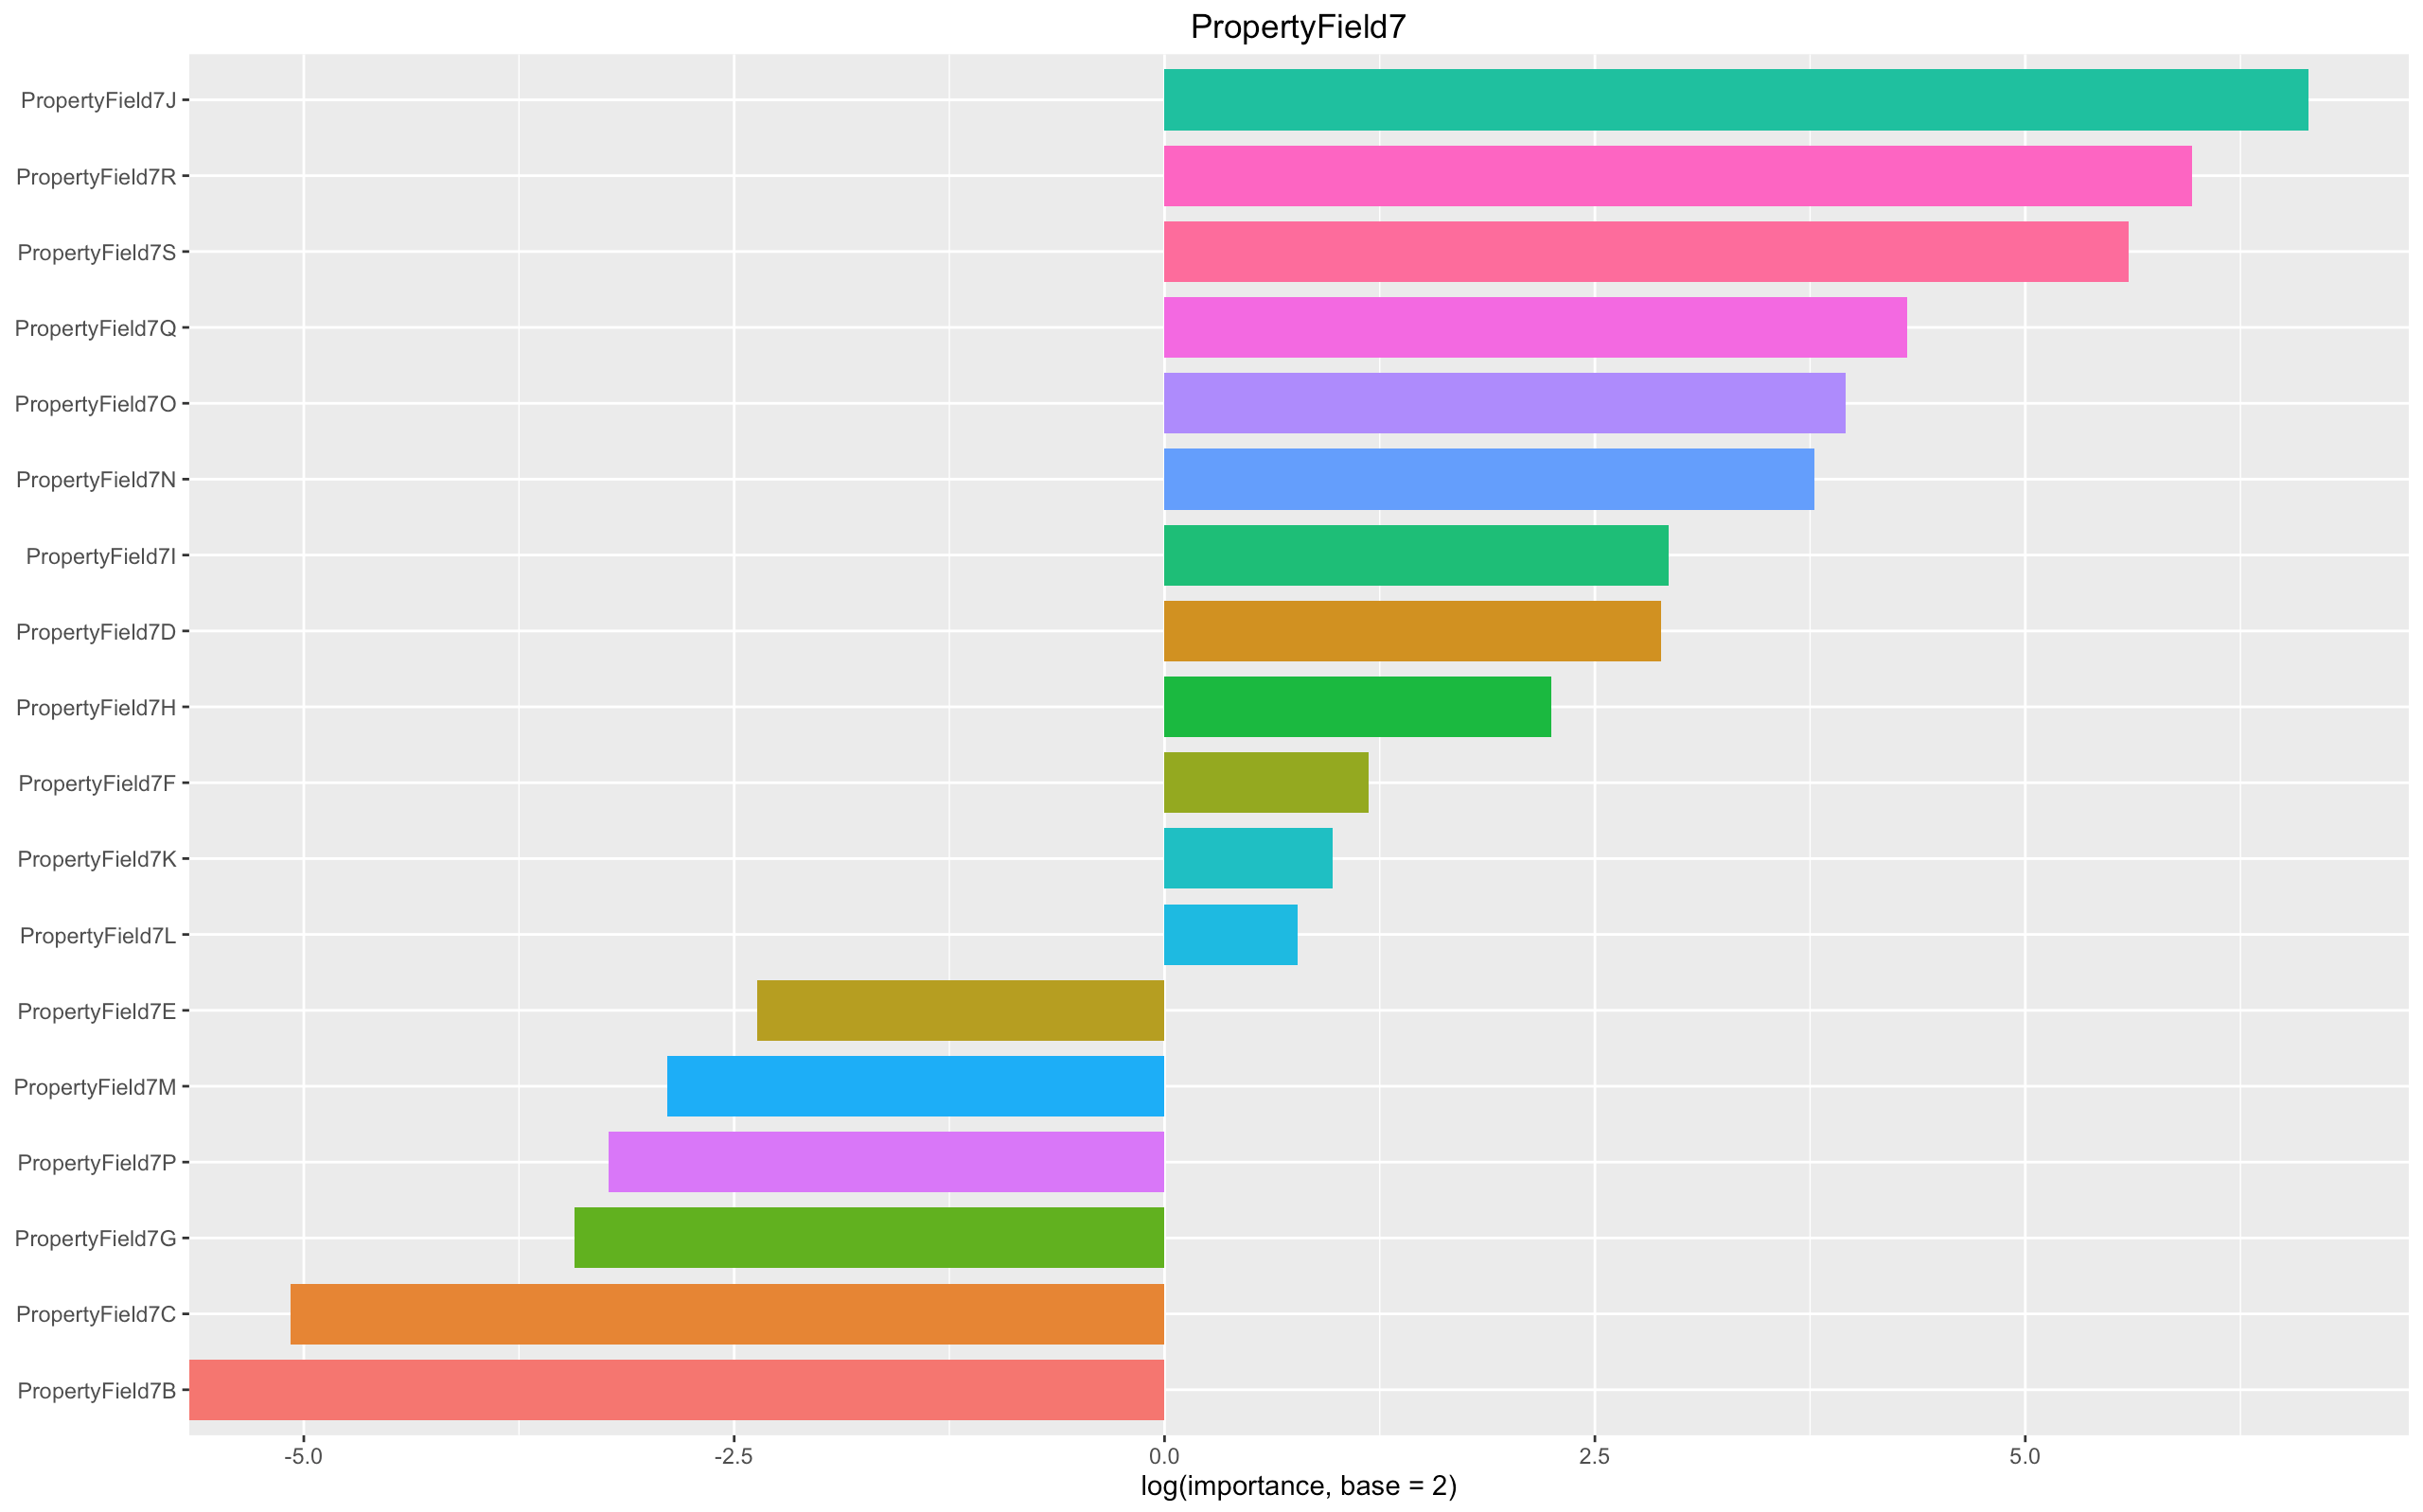 PropertyField7
PropertyField7J
PropertyField7R
PropertyField7S
PropertyField7Q
PropertyField7O
PropertyField7N
PropertyField7I
PropertyField7D
PropertyField7H
PropertyField7F
PropertyField7K
PropertyField7L
PropertyField7E
PropertyField7M
PropertyField7P
PropertyField7G
PropertyField7C
PropertyField7B
-5.0 -2.5 0.0 2.5 5.0
log(importance, base = 2)